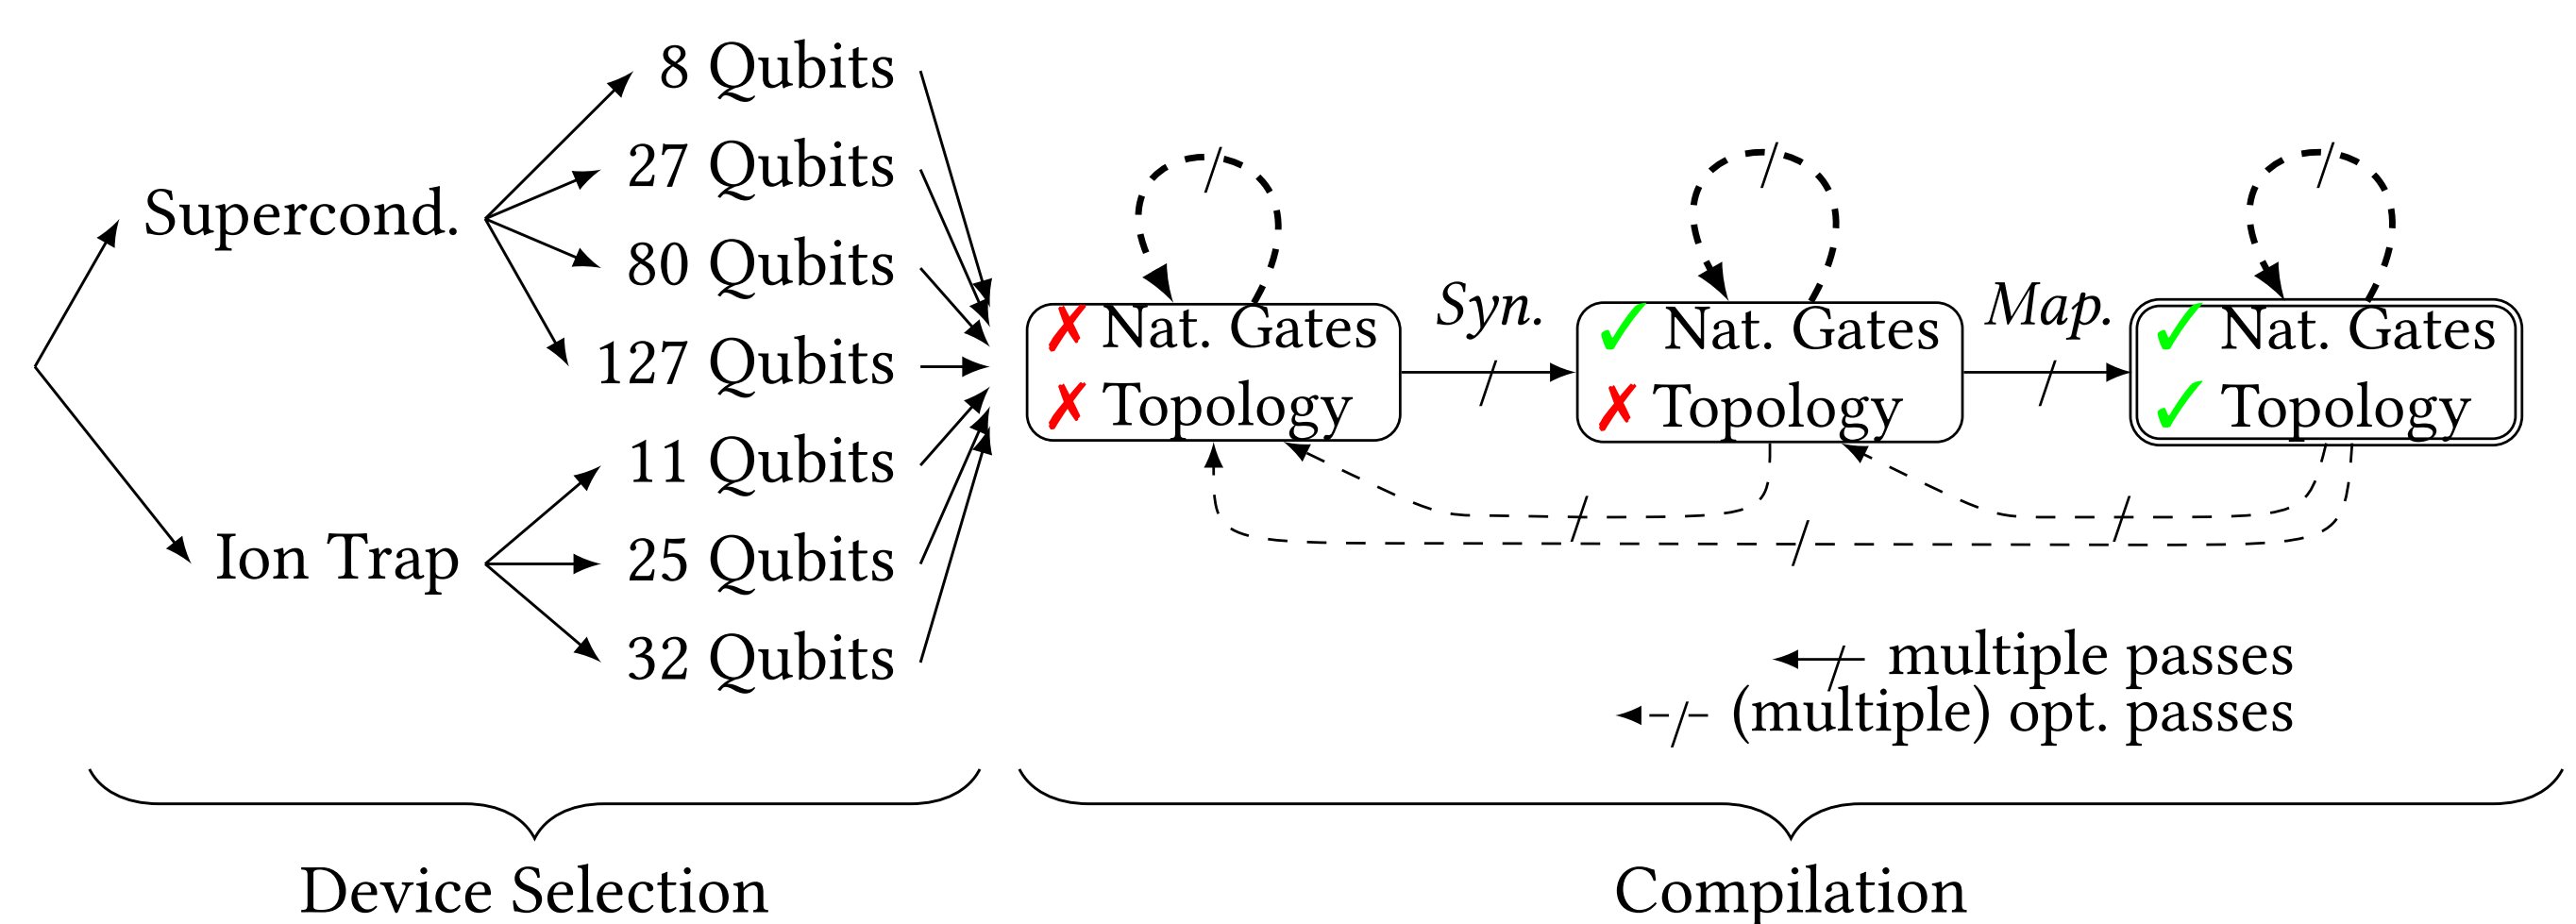 Supercond.
Ion Trap
8 Qubits
27 Qubits
80 Qubits
127 Qubits
11 Qubits
25 Qubits
32 Qubits
✗ Nat. Gates
✗ Topology
Syn.
✓ Nat. Gates
✗ Topology
Map.
✓ Nat. Gates
✓ Topology
multiple passes
(multiple) opt. passes
Device Selection
Compilation